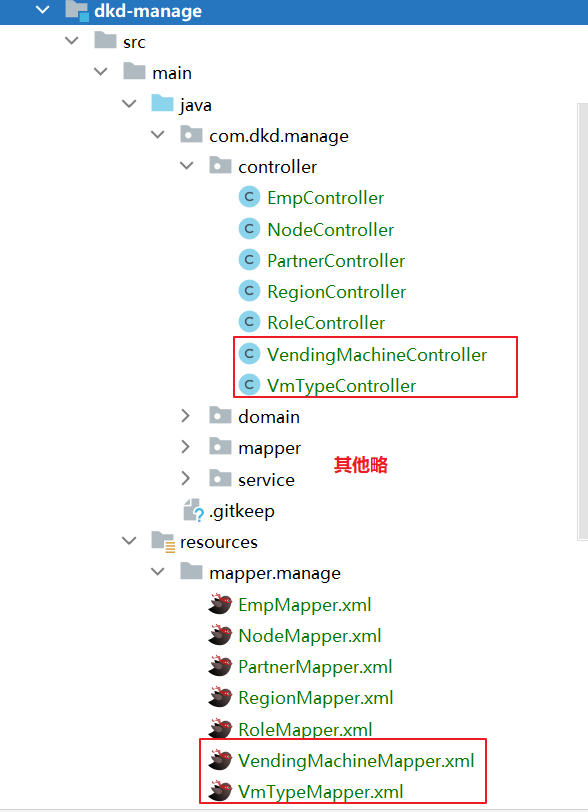 dkd-manage
src
main
java
com.dkd.manage
controller
C EmpController
C NodeController
C PartnerController
C RegionController
C RoleController
C VendingMachineController
C VmTypeController
domain
mapper
其他略
service
.gitkeep
resources
mapper.manage
EmpMapper.xml
NodeMapper.xml
PartnerMapper.xml
RegionMapper.xml
RoleMapper.xml
VendingMachineMapper.xml
VmTypeMapper.xml